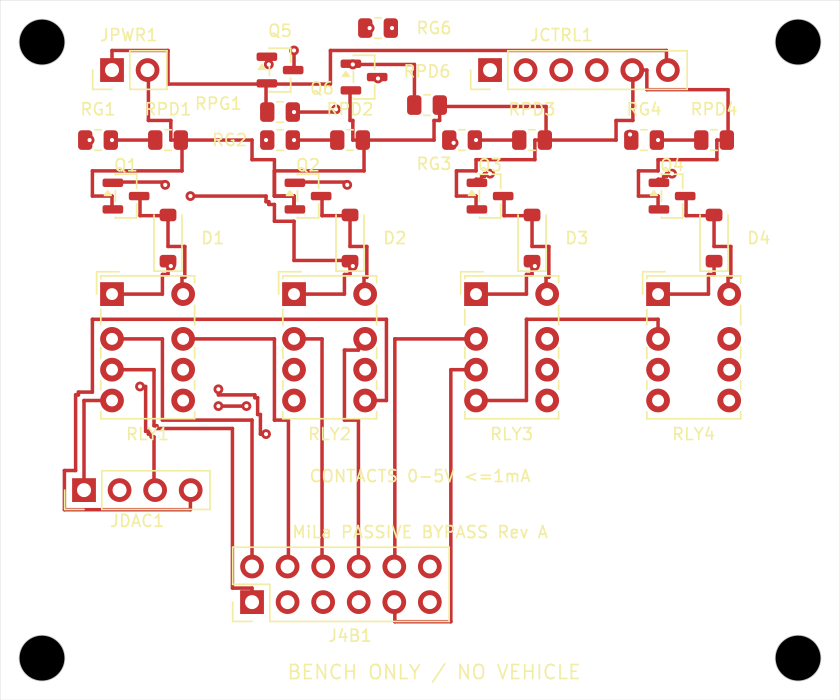 JPWR1
Q5
RG6
JCTRL1
Q6
RPD6
RG1
RPD1
RPG1
RPD2
RPD3
RG4
RPD4
RG2
RG3
Q1
Q2
Q3
Q4
D1
D2
D3
D4
RLY1
RLY2
RLY3
RLY4
CONTACTS 0-5V <=1mA
JDAC1
MiLa PASSIVE BYPASS Rev A
J4B1
BENCH ONLY / NO VEHICLE